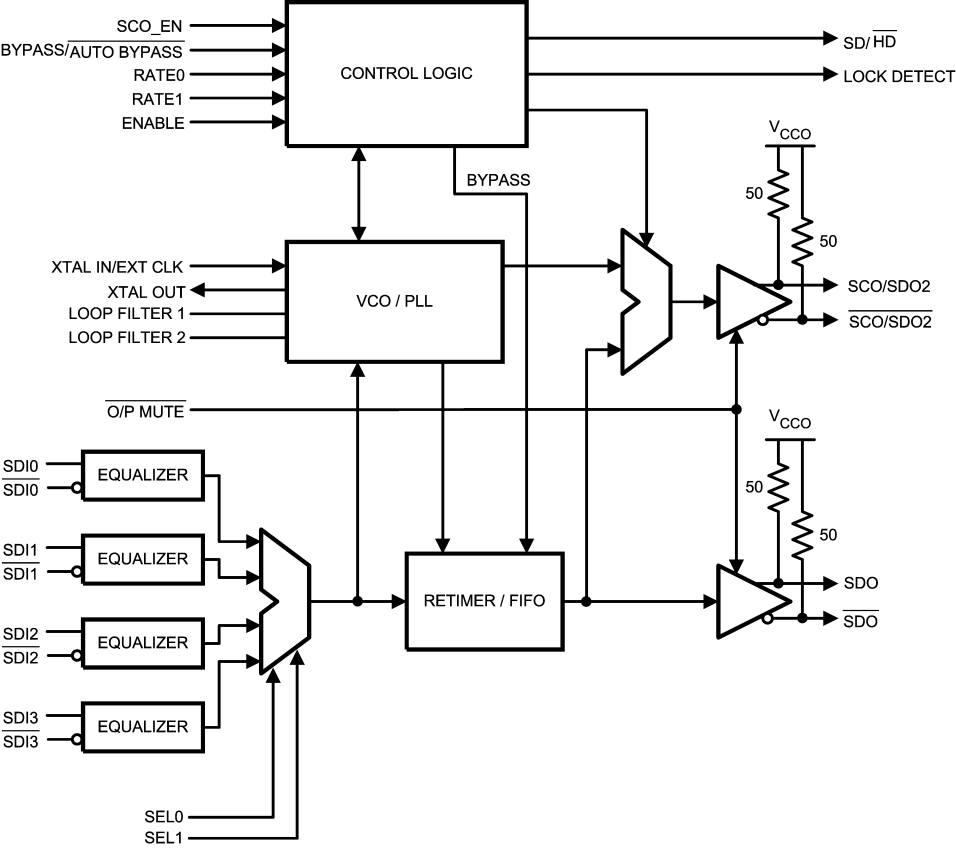 SCO_EN
BYPASS/AUTO BYPASS
RATE0
RATE1
ENABLE
CONTROL LOGIC
SD/HD
LOCK DETECT
BYPASS
VCCO
50
50
XTAL IN/EXT CLK
XTAL OUT
LOOP FILTER 1
LOOP FILTER 2
VCO / PLL
SCO/SDO2
SCO/SDO2
O/P MUTE
VCCO
50
50
SDI0
SDI0
EQUALIZER
SDI1
SDI1
EQUALIZER
SDI2
SDI2
EQUALIZER
SDI3
SDI3
EQUALIZER
RETIMER / FIFO
SDO
SDO
SEL0
SEL1